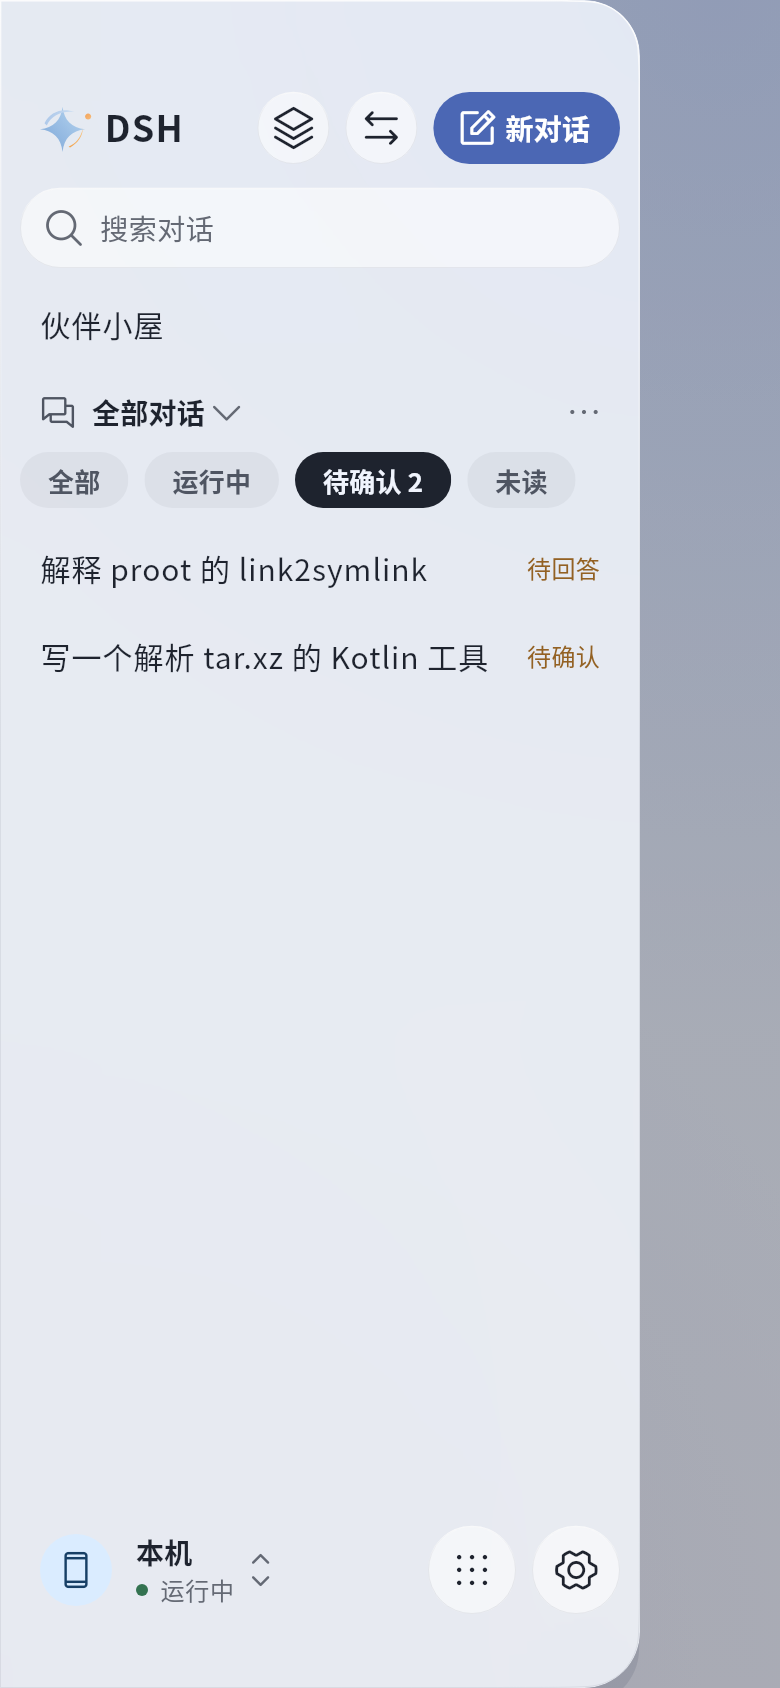 DSH
新对话
搜索对话
伙伴小屋
全部对话
全部 运行中 待确认 2 未读
解释 proot 的 link2symlink 待回答
写一个解析 tar.xz 的 Kotlin 工具 待确认
本机
运行中